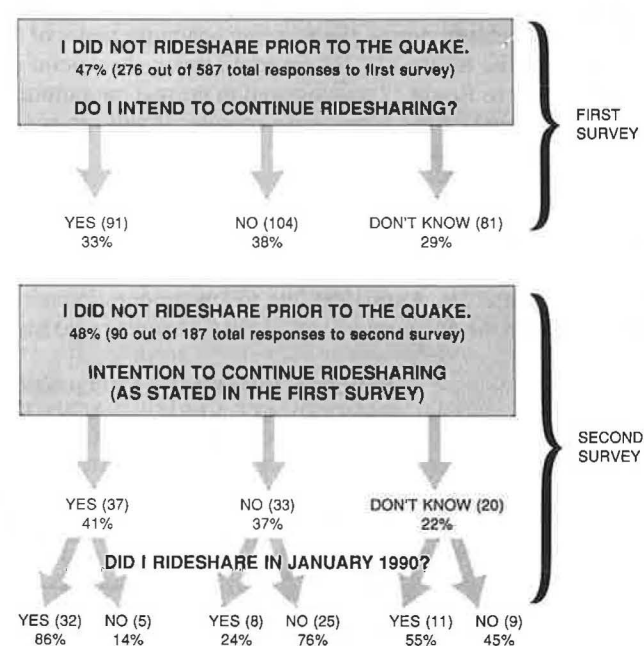 I DID NOT RIDESHARE PRIOR TO THE QUAKE.
47% (276 out of 587 total responses to first survey)
DO I INTEND TO CONTINUE RIDESHARING?
FIRST
SURVEY
YES (91)
33%
NO (104)
38%
DON'T KNOW (81)
29%
I DID NOT RIDESHARE PRIOR TO THE QUAKE.
48% (90 out of 187 total responses to second survey)
INTENTION TO CONTINUE RIDESHARING
(AS STATED IN THE FIRST SURVEY)
SECOND
SURVEY
YES (37)
41%
NO (33)
37%
DON'T KNOW (20)
22%
DID I RIDESHARE IN JANUARY 1990?
YES (32)
86%
NO (5)
14%
YES (8)
24%
NO (25)
76%
YES (11)
55%
NO (9)
45%